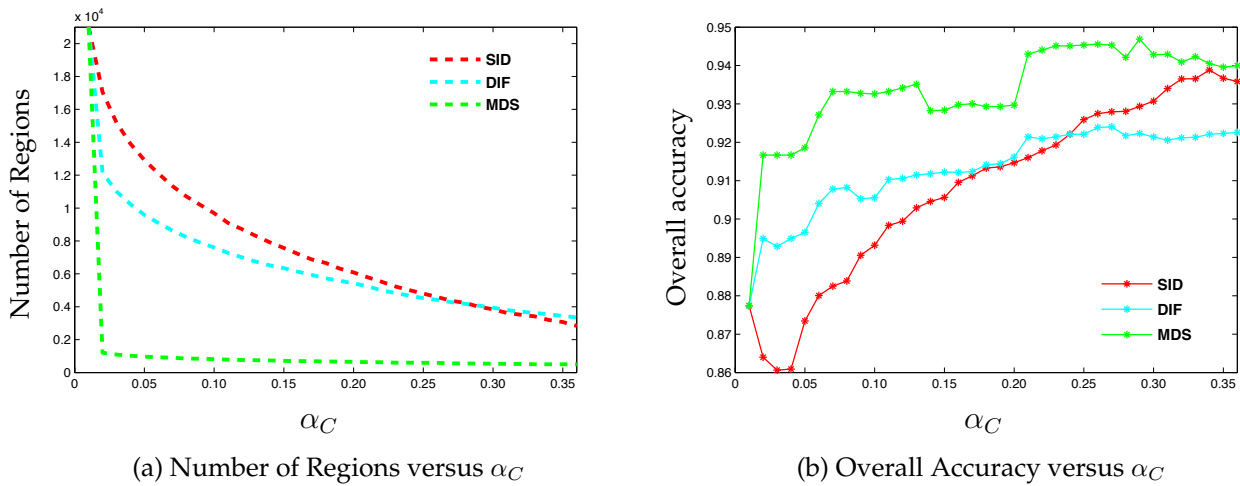 x 10⁴
2
1.8
1.6
1.4
1.2
1
0.8
0.6
0.4
0.2
0
0 0.05 0.10 0.15 0.20 0.25 0.30 0.35
Number of Regions
α_C
SID
DIF
MDS
(a) Number of Regions versus α_C
0.95
0.94
0.93
0.92
0.91
0.9
0.89
0.88
0.87
0.86
0 0.05 0.10 0.15 0.20 0.25 0.30 0.35
Overall accuracy
α_C
SID
DIF
MDS
(b) Overall Accuracy versus α_C